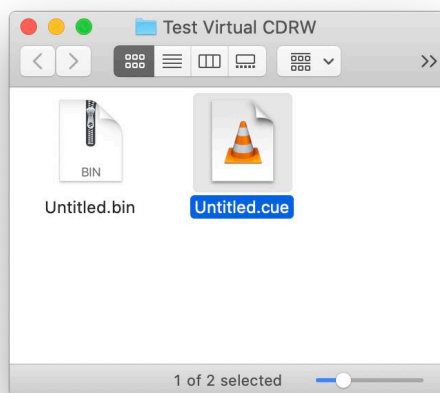 Test Virtual CDRW
BIN
Untitled.bin
Untitled.cue
1 of 2 selected